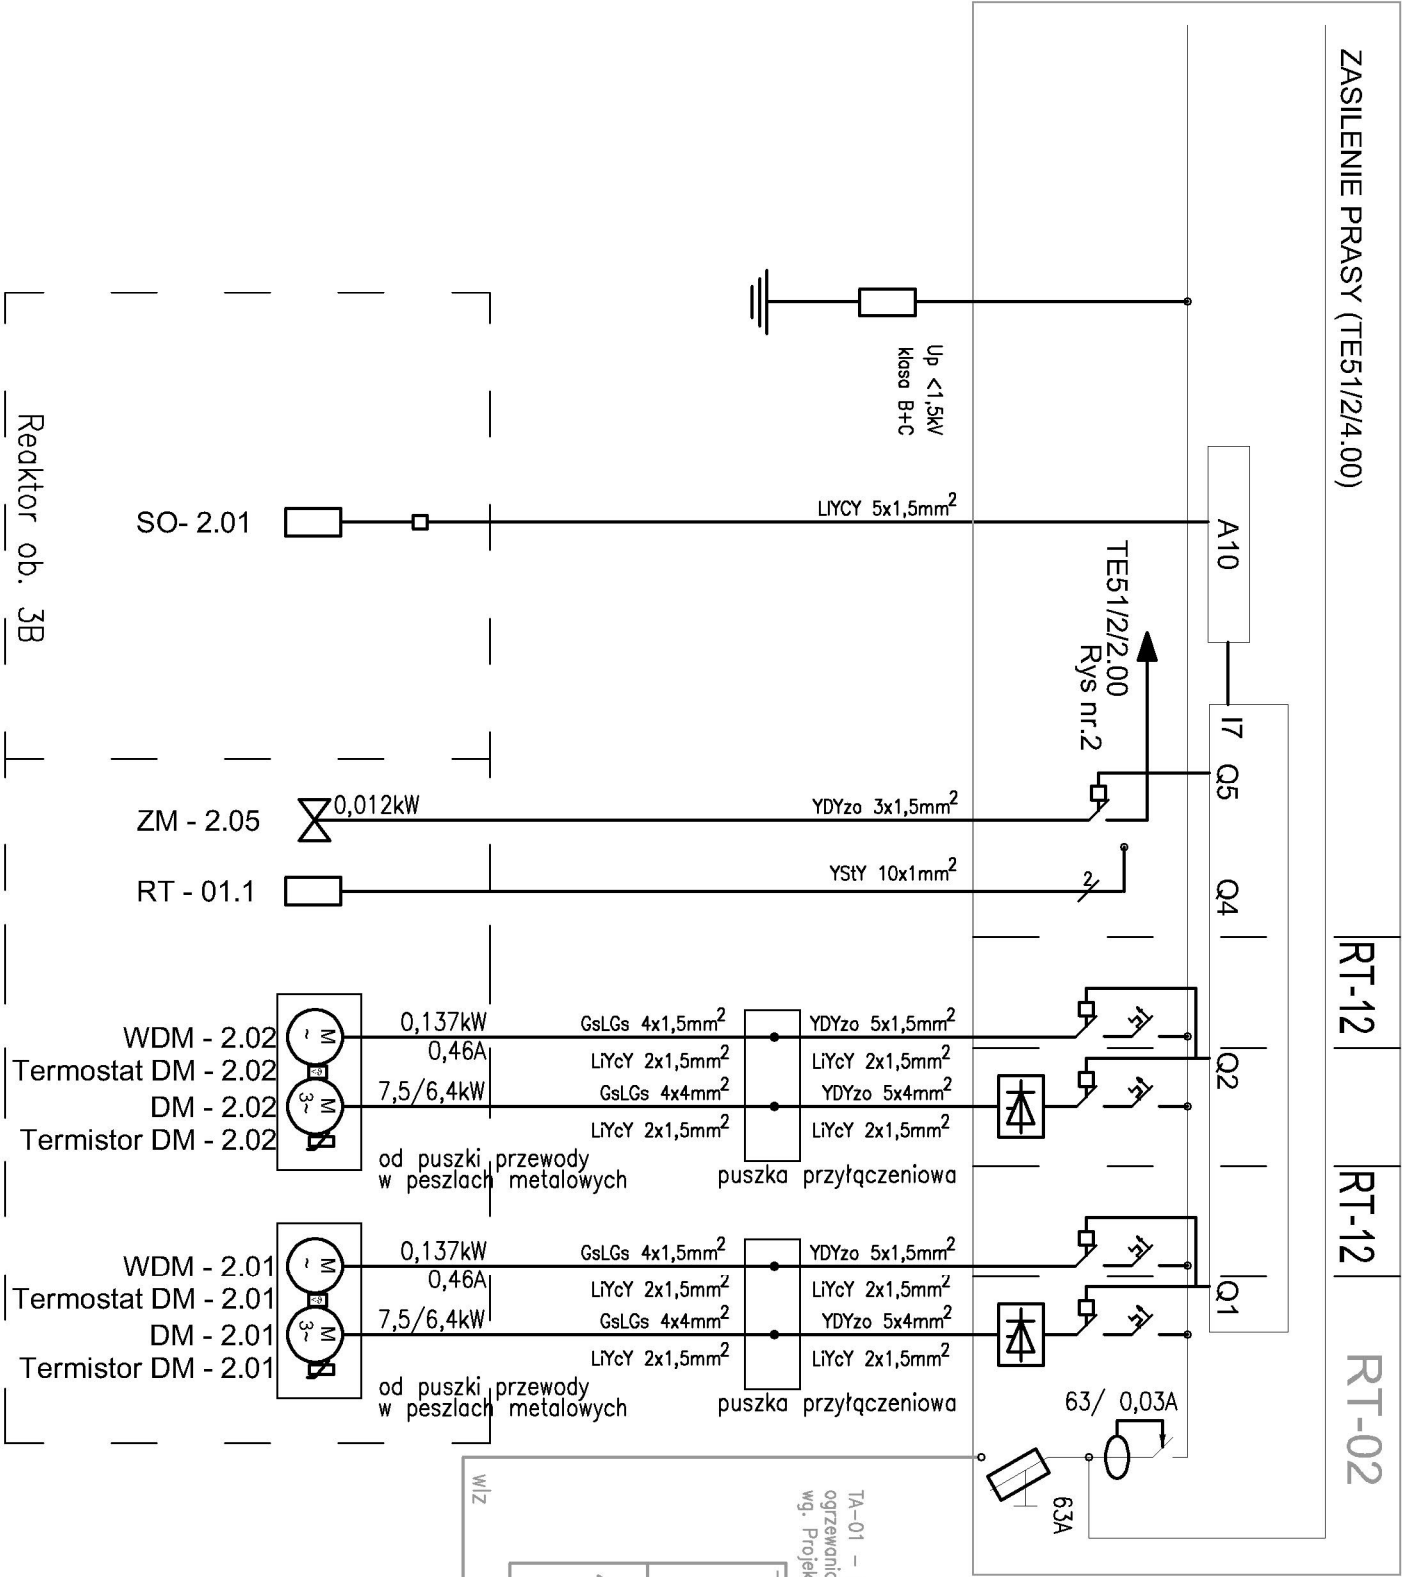 ZASILENIE PRASY (TE51/2/4.00)
Up <1,5kV
klasa B+C
Reaktor ob. 3B
SO- 2.01
LIYCY 5x1,5mm²
A10
TE51/2/2.00
Rys nr.2
I7
Q5
ZM - 2.05
0,012kW
YDYzo 3x1,5mm²
RT - 01.1
YStY 10x1mm²
2
Q4
RT-12
WDM - 2.02
M
~
0,137kW
0,46A
GsLGs 4x1,5mm²
YDYzo 5x1,5mm²
Termostat DM - 2.02
LiYcY 2x1,5mm²
LiYcY 2x1,5mm²
Q2
DM - 2.02
M
3~
7,5/6,4kW
GsLGs 4x4mm²
YDYzo 5x4mm²
Termistor DM - 2.02
LiYcY 2x1,5mm²
LiYcY 2x1,5mm²
od puszki przewody
w peszlach metalowych
puszka przyłączeniowa
RT-12
WDM - 2.01
M
~
0,137kW
0,46A
GsLGs 4x1,5mm²
YDYzo 5x1,5mm²
Termostat DM - 2.01
LiYcY 2x1,5mm²
LiYcY 2x1,5mm²
Q1
DM - 2.01
M
3~
7,5/6,4kW
GsLGs 4x4mm²
YDYzo 5x4mm²
Termistor DM - 2.01
LiYcY 2x1,5mm²
LiYcY 2x1,5mm²
od puszki przewody
w peszlach metalowych
puszka przyłączeniowa
RT-02
63/ 0,03A
63A
wlz
TA-01 -
wg.